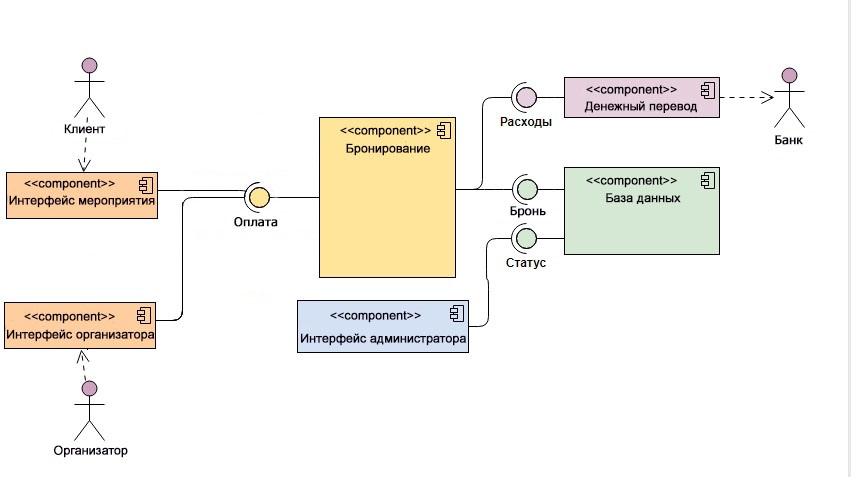 Клиент
<<component>>
Интерфейс мероприятия
Оплата
<<component>>
Бронирование
Расходы
<<component>>
Денежный перевод
Банк
Бронь
<<component>>
База данных
Статус
<<component>>
Интерфейс организатора
<<component>>
Интерфейс администратора
Организатор